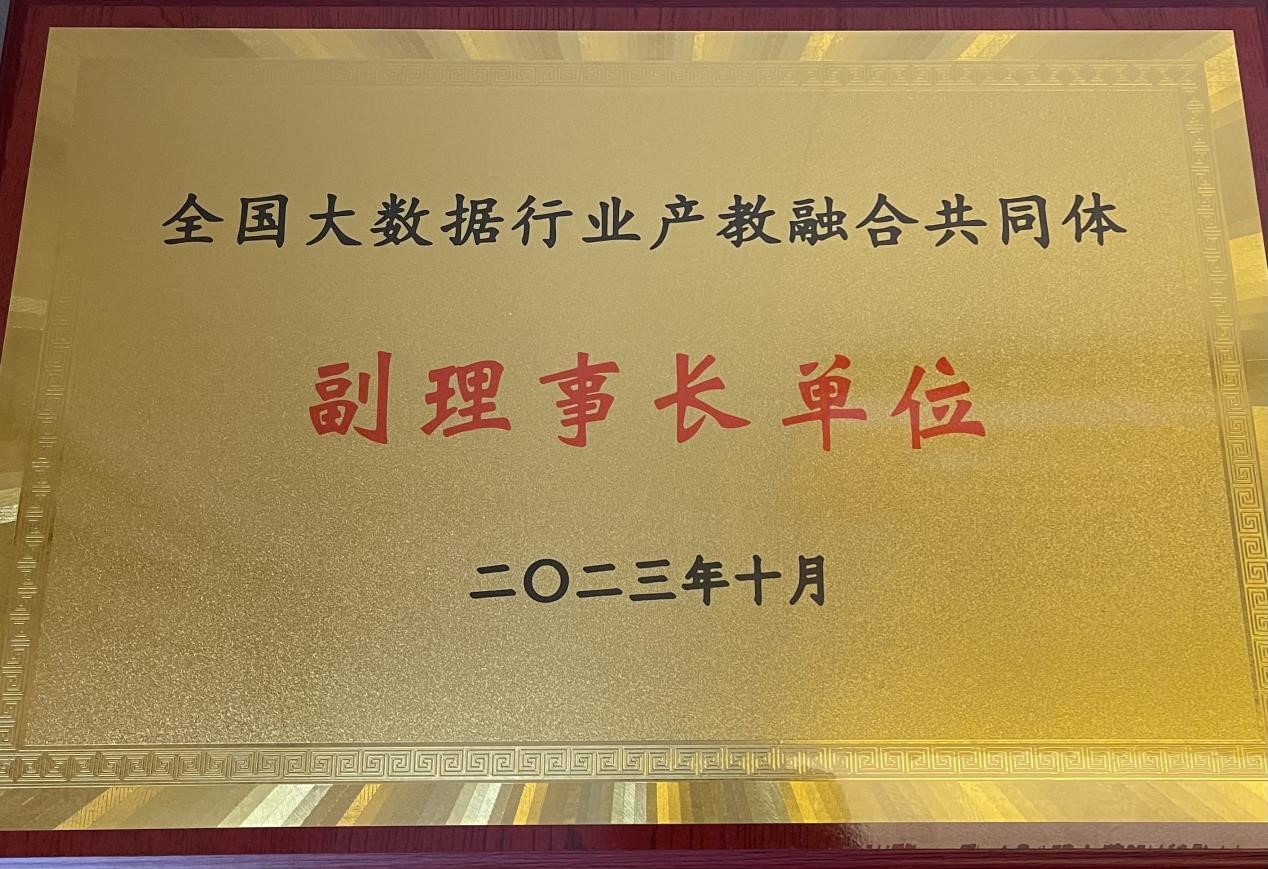 全国大数据行业产教融合共同体
副理事长单位
二〇二三年十月